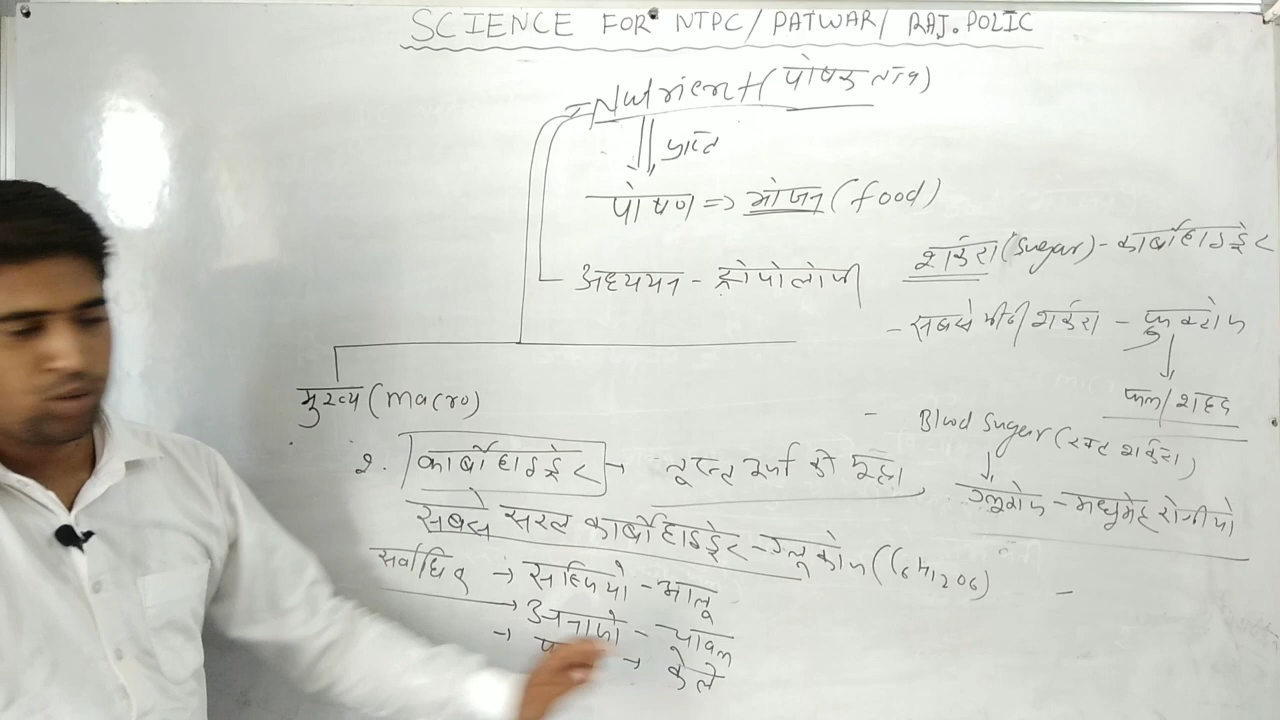 SCIENCE FOR NTPC/PATWAR/ RAJ.POLIC
Nutrient (पोषक तत्व)
प्राप्त
पोषण => भोजन (food)
अध्ययन - ट्रोपोलोजी
शर्करा (Sugar) - कार्बोहाइड्रेट
- सबसे मीठी शर्करा - फ्रुक्टोज
फल/शहद
मुख्य (macro)
- Blood Sugar (रक्त शर्करा)
ग्लूकोज - मधुमेह रोगीयो
2. कार्बोहाइड्रेट → तुरन्त ऊर्जा
सबसे सरल कार्बोहाइड्रेट - ग्लूकोज (C6H12O6)
सर्वाधिक → सब्जियो - आलू
→ अनाजो - चावल
→ → केले